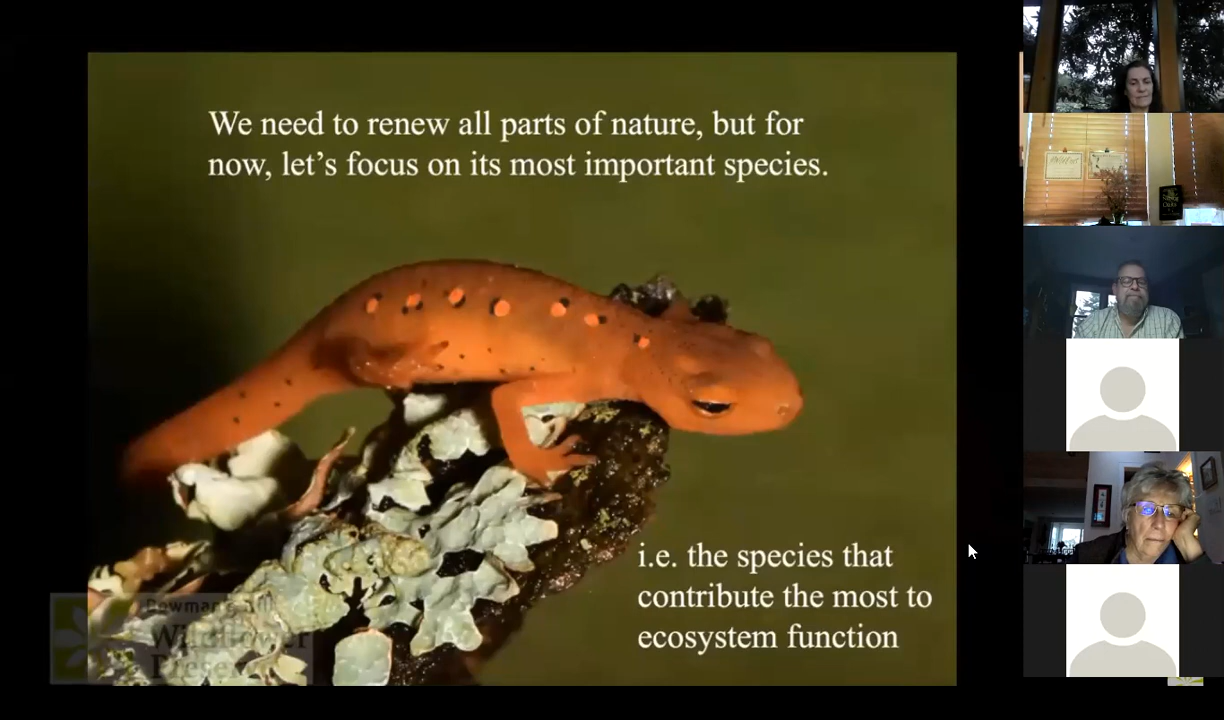 We need to renew all parts of nature, but for
now, let's focus on its most important species.
i.e. the species that
contribute the most to
ecosystem function
Bowman's Hill
Wildflower
Preserve